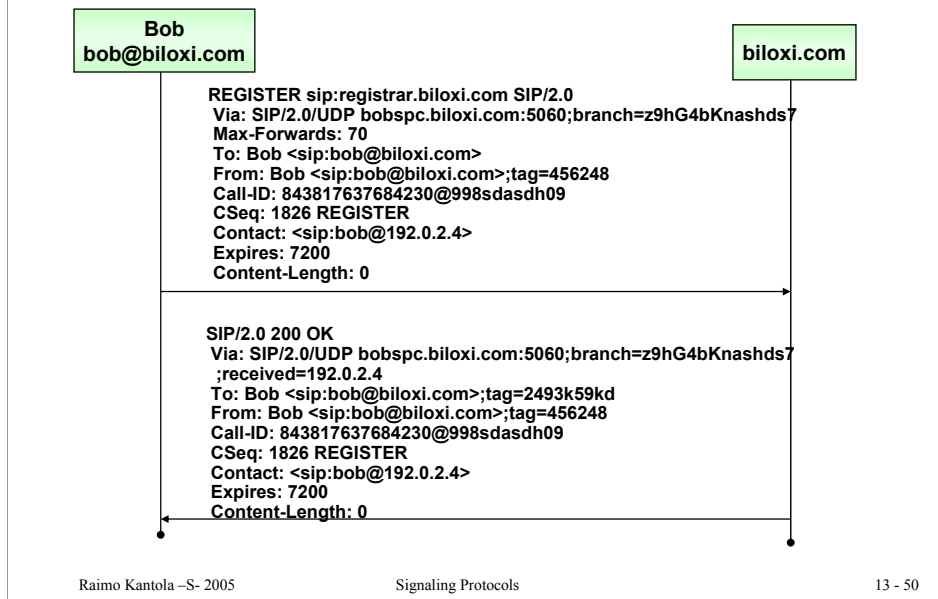 Bob
bob@biloxi.com
biloxi.com
REGISTER sip:registrar.biloxi.com SIP/2.0
Via: SIP/2.0/UDP bobspc.biloxi.com:5060;branch=z9hG4bKnashds7
Max-Forwards: 70
To: Bob <sip:bob@biloxi.com>
From: Bob <sip:bob@biloxi.com>;tag=456248
Call-ID: 843817637684230@998sdasdh09
CSeq: 1826 REGISTER
Contact: <sip:bob@192.0.2.4>
Expires: 7200
Content-Length: 0
SIP/2.0 200 OK
Via: SIP/2.0/UDP bobspc.biloxi.com:5060;branch=z9hG4bKnashds7
;received=192.0.2.4
To: Bob <sip:bob@biloxi.com>;tag=2493k59kd
From: Bob <sip:bob@biloxi.com>;tag=456248
Call-ID: 843817637684230@998sdasdh09
CSeq: 1826 REGISTER
Contact: <sip:bob@192.0.2.4>
Expires: 7200
Content-Length: 0
Raimo Kantola –S- 2005
Signaling Protocols
13 - 50